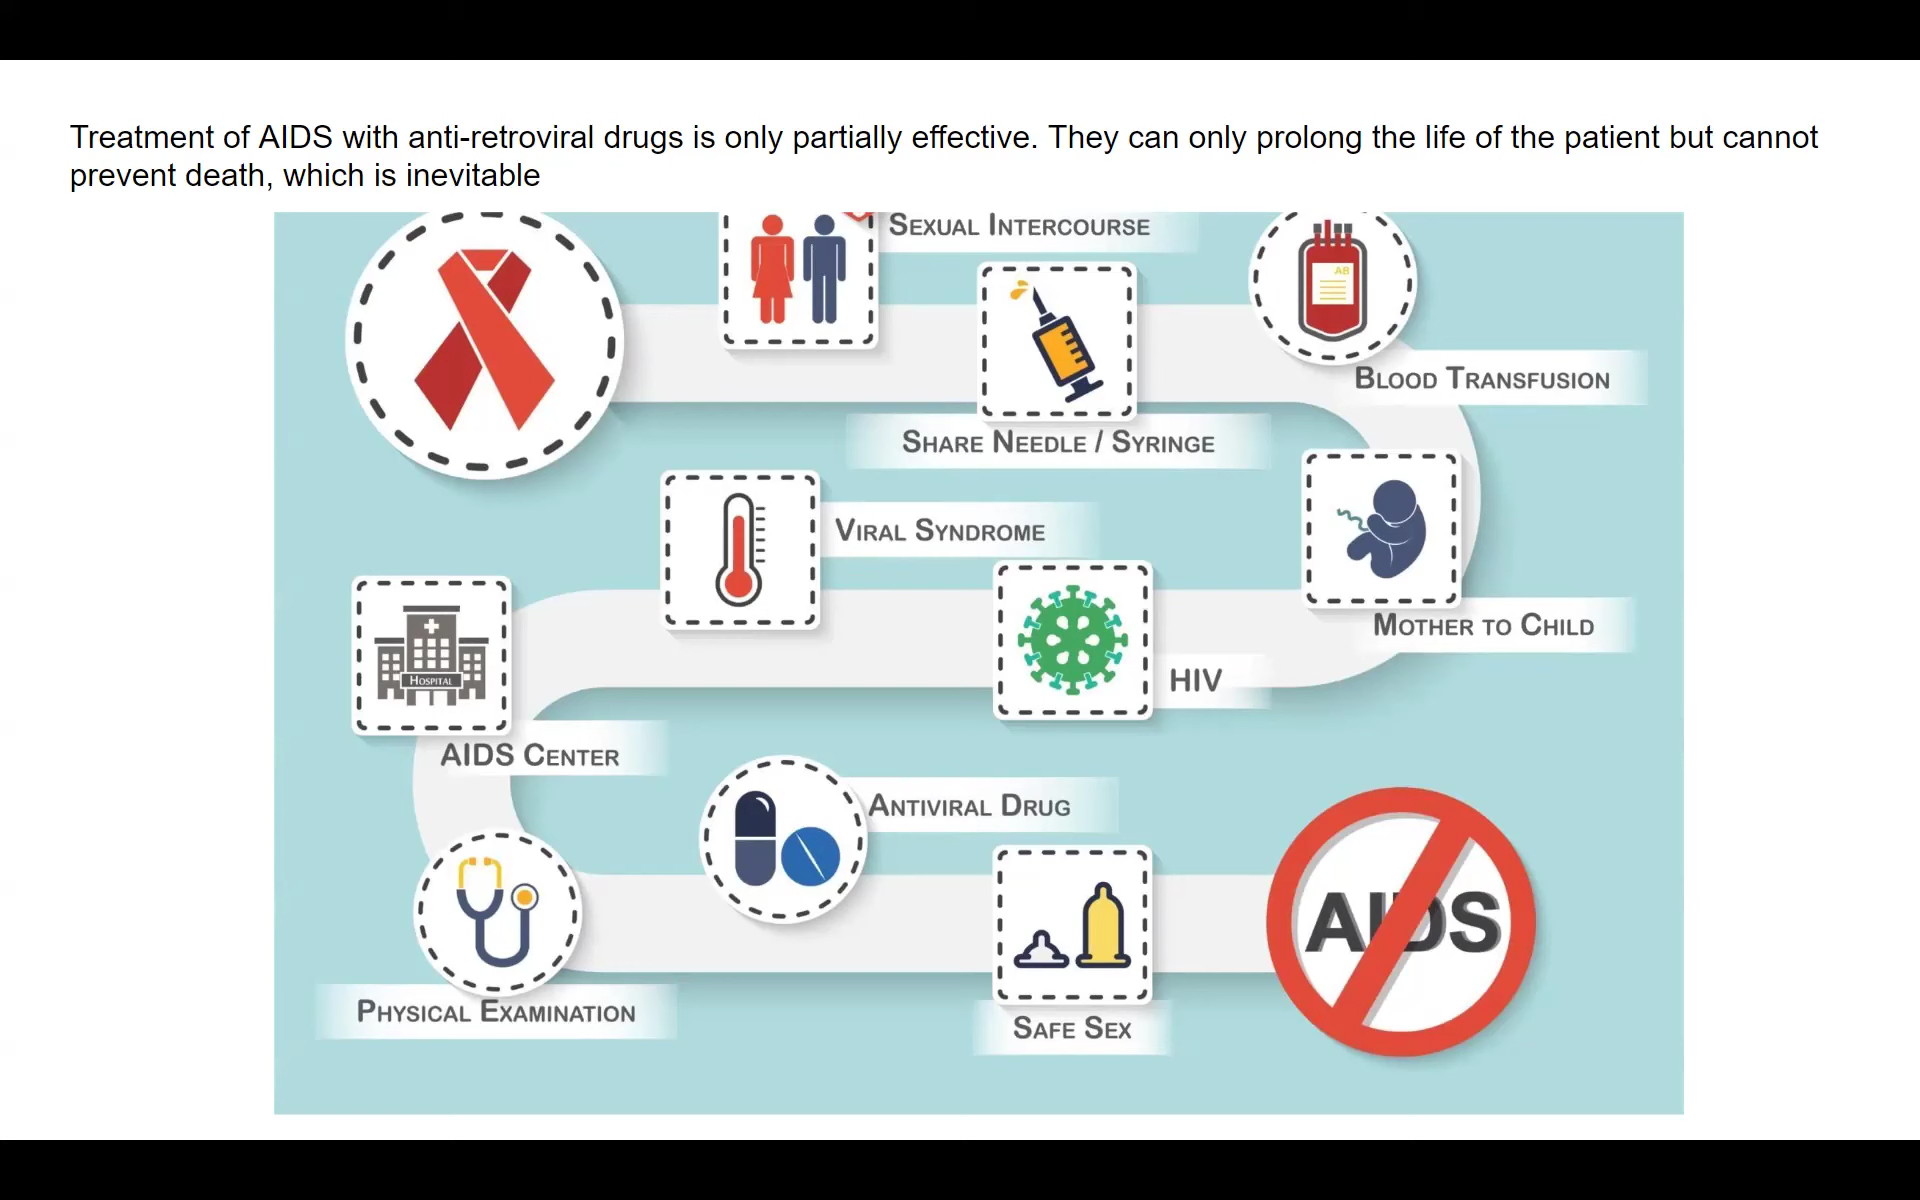 Treatment of AIDS with anti-retroviral drugs is only partially effective. They can only prolong the life of the patient but cannot
prevent death, which is inevitable
SEXUAL INTERCOURSE
AB
BLOOD TRANSFUSION
SHARE NEEDLE / SYRINGE
VIRAL SYNDROME
MOTHER TO CHILD
HIV
HOSPITAL
AIDS CENTER
ANTIVIRAL DRUG
AIDS
PHYSICAL EXAMINATION
SAFE SEX